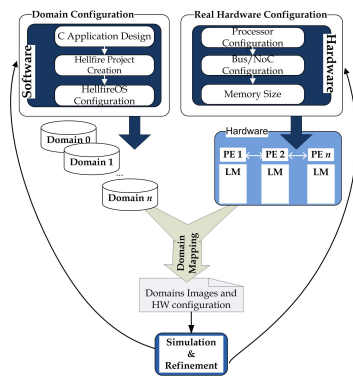 Domain Configuration
Software
C Application Design
Hellfire Project
Creation
HellfireOS
Configuration
Real Hardware Configuration
Processor
Configuration
Bus/NoC
Configuration
Memory Size
Hardware
Domain 0
Domain 1
...
Domain n
Hardware
PE 1 PE 2 PE n
LM LM LM
Domain
Mapping
Domains Images and
HW configuration
Simulation
&
Refinement